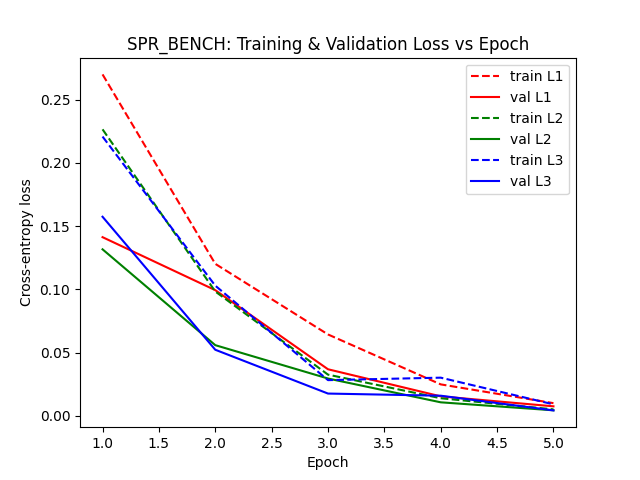 SPR_BENCH: Training & Validation Loss vs Epoch
train L1
val L1
train L2
val L2
train L3
val L3
Cross-entropy loss
0.25
0.20
0.15
0.10
0.05
0.00
1.0 1.5 2.0 2.5 3.0 3.5 4.0 4.5 5.0
Epoch